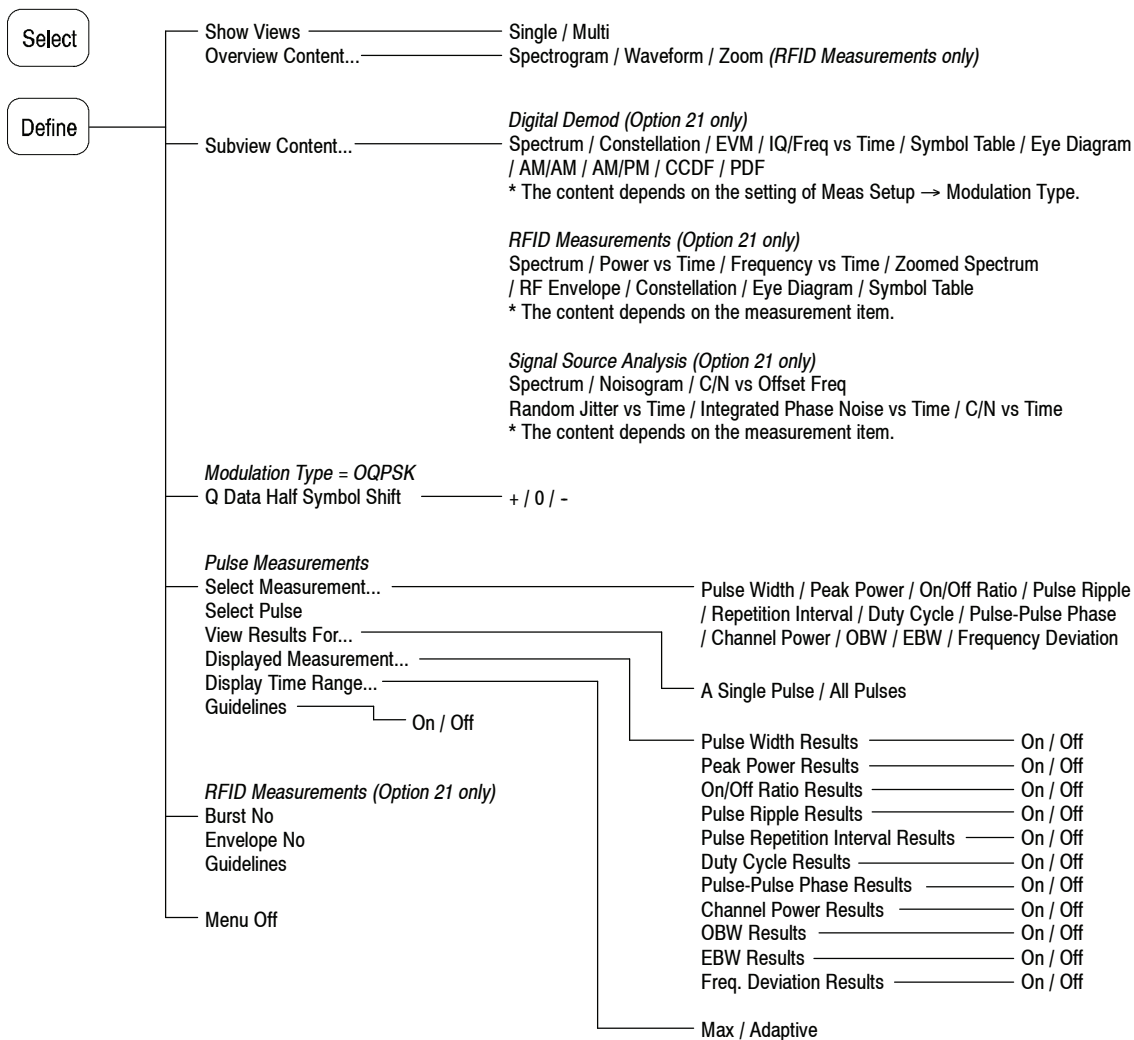 Select
Define
Show Views
Single / Multi
Overview Content...
Spectrogram / Waveform / Zoom (RFID Measurements only)
Subview Content...
Digital Demod (Option 21 only)
Spectrum / Constellation / EVM / IQ/Freq vs Time / Symbol Table / Eye Diagram
/ AM/AM / AM/PM / CCDF / PDF
* The content depends on the setting of Meas Setup → Modulation Type.
RFID Measurements (Option 21 only)
Spectrum / Power vs Time / Frequency vs Time / Zoomed Spectrum
/ RF Envelope / Constellation / Eye Diagram / Symbol Table
* The content depends on the measurement item.
Signal Source Analysis (Option 21 only)
Spectrum / Noisogram / C/N vs Offset Freq
Random Jitter vs Time / Integrated Phase Noise vs Time / C/N vs Time
* The content depends on the measurement item.
Modulation Type = OQPSK
Q Data Half Symbol Shift
+ / 0 / -
Pulse Measurements
Select Measurement...
Select Pulse
View Results For...
Displayed Measurement...
Display Time Range...
Guidelines
On / Off
Pulse Width / Peak Power / On/Off Ratio / Pulse Ripple
/ Repetition Interval / Duty Cycle / Pulse-Pulse Phase
/ Channel Power / OBW / EBW / Frequency Deviation
A Single Pulse / All Pulses
Pulse Width Results On / Off
Peak Power Results On / Off
On/Off Ratio Results On / Off
Pulse Ripple Results On / Off
Pulse Repetition Interval Results On / Off
Duty Cycle Results On / Off
Pulse-Pulse Phase Results On / Off
Channel Power Results On / Off
OBW Results On / Off
EBW Results On / Off
Freq. Deviation Results On / Off
Max / Adaptive
RFID Measurements (Option 21 only)
Burst No
Envelope No
Guidelines
Menu Off